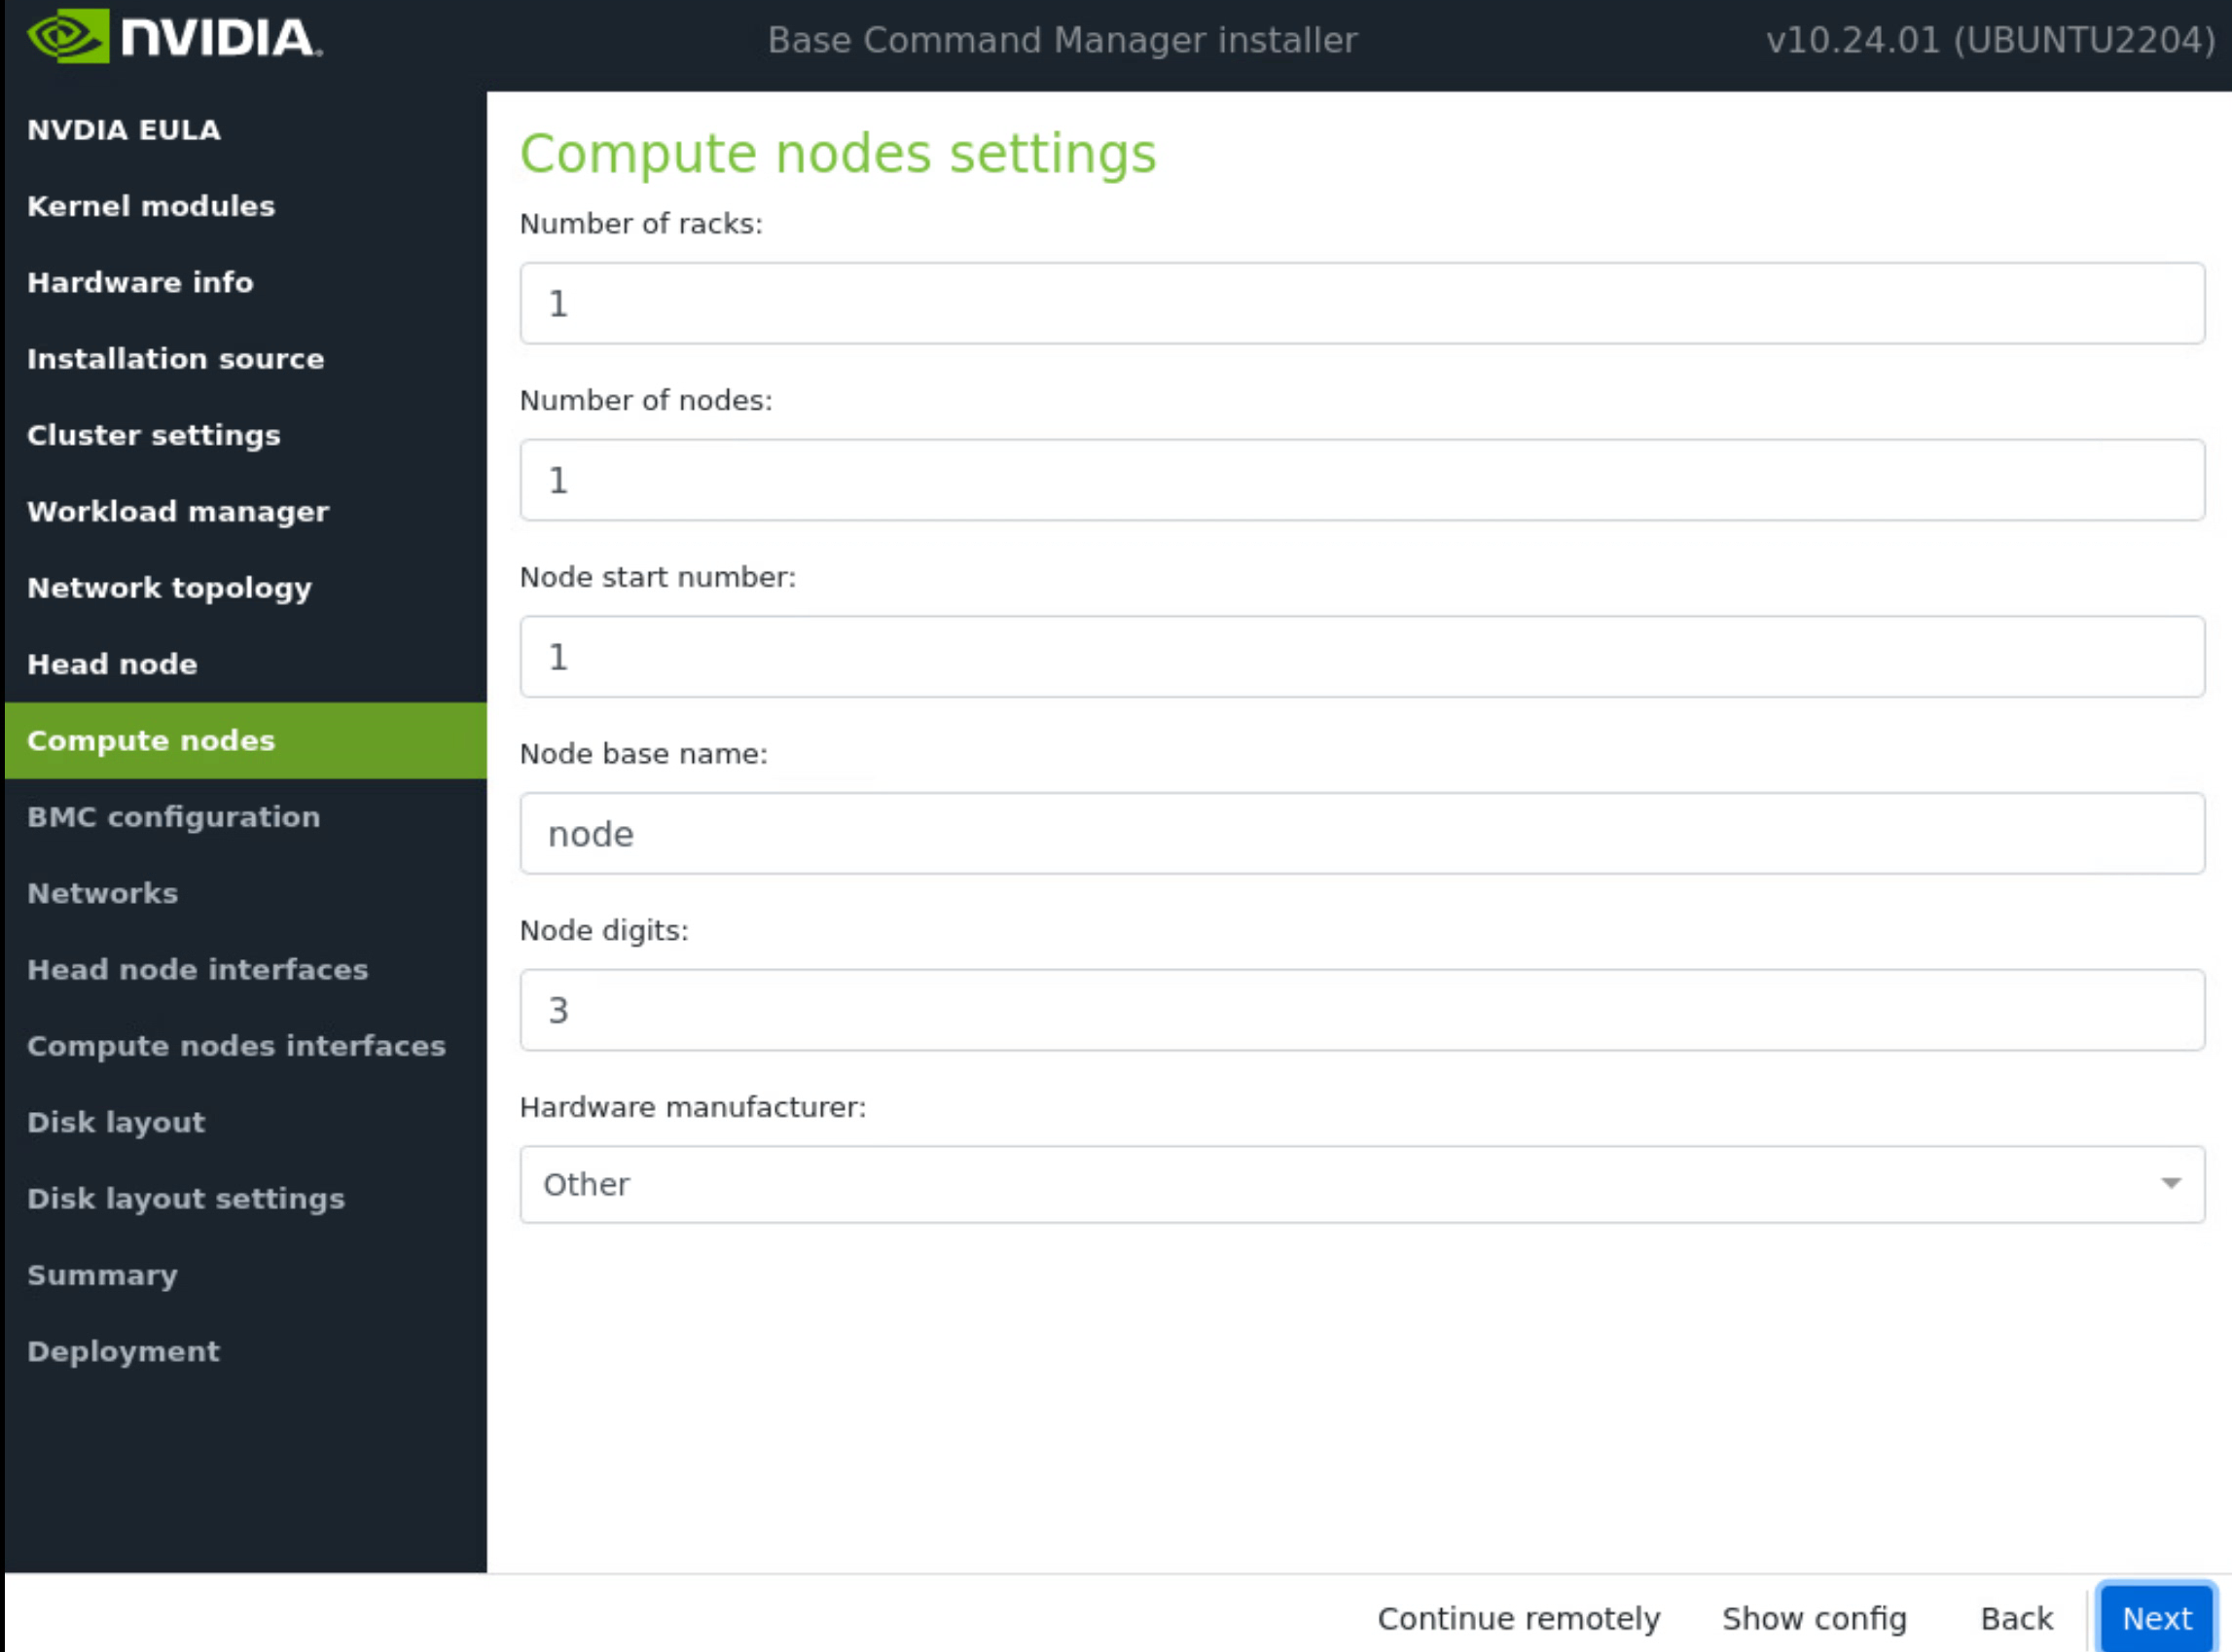 NVIDIA.
Base Command Manager installer
v10.24.01 (UBUNTU2204)
NVDIA EULA
Kernel modules
Hardware info
Installation source
Cluster settings
Workload manager
Network topology
Head node
Compute nodes
BMC configuration
Networks
Head node interfaces
Compute nodes interfaces
Disk layout
Disk layout settings
Summary
Deployment
Compute nodes settings
Number of racks:
1
Number of nodes:
1
Node start number:
1
Node base name:
node
Node digits:
3
Hardware manufacturer:
Other
Continue remotely
Show config
Back
Next